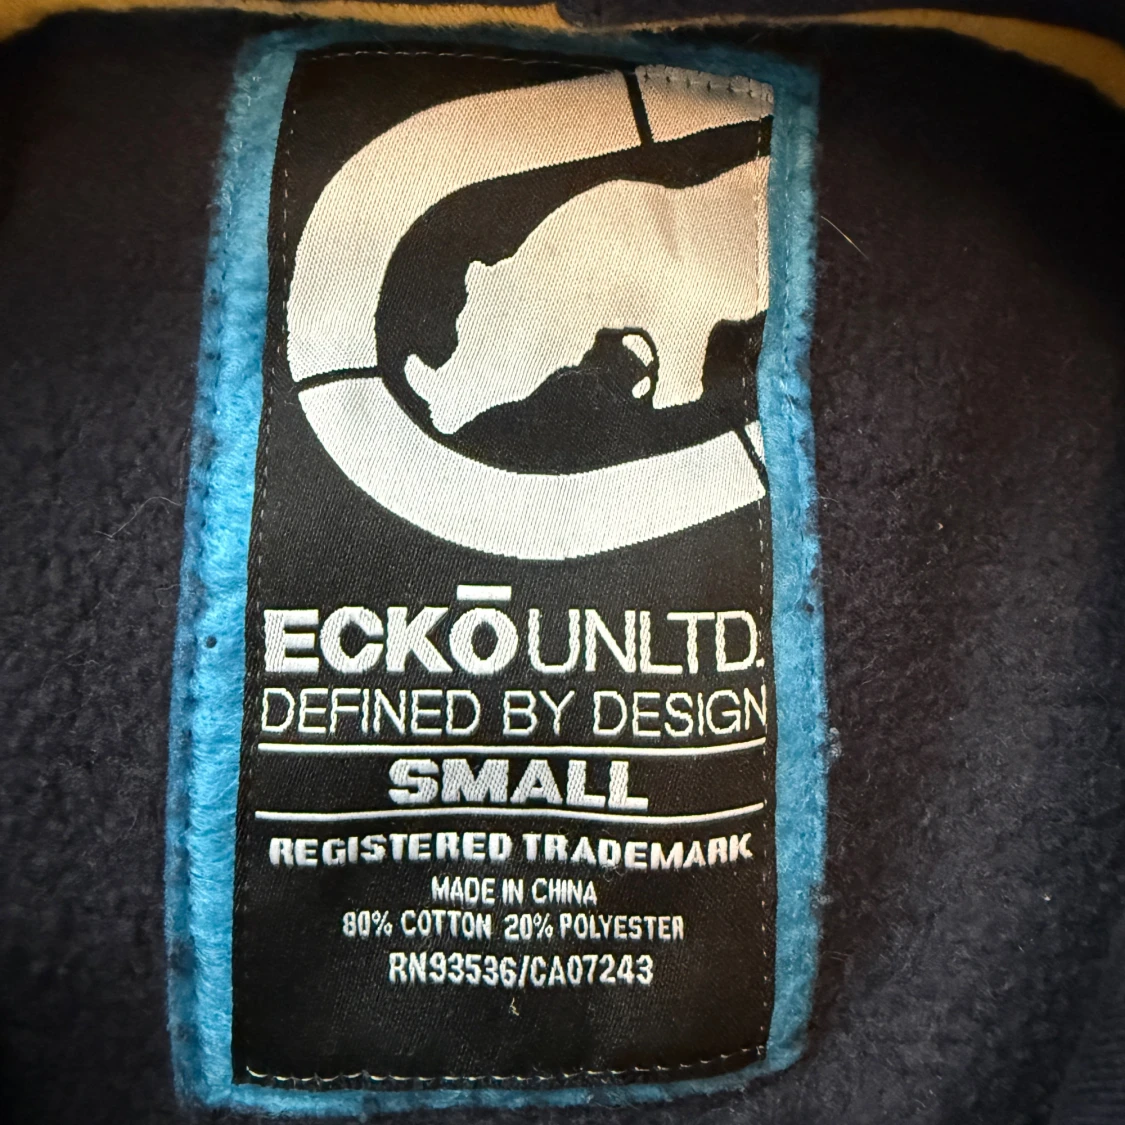 ECKŌ UNLTD.
DEFINED BY DESIGN
SMALL
REGISTERED TRADEMARK
MADE IN CHINA
80% COTTON 20% POLYESTER
RN93536/CA07243